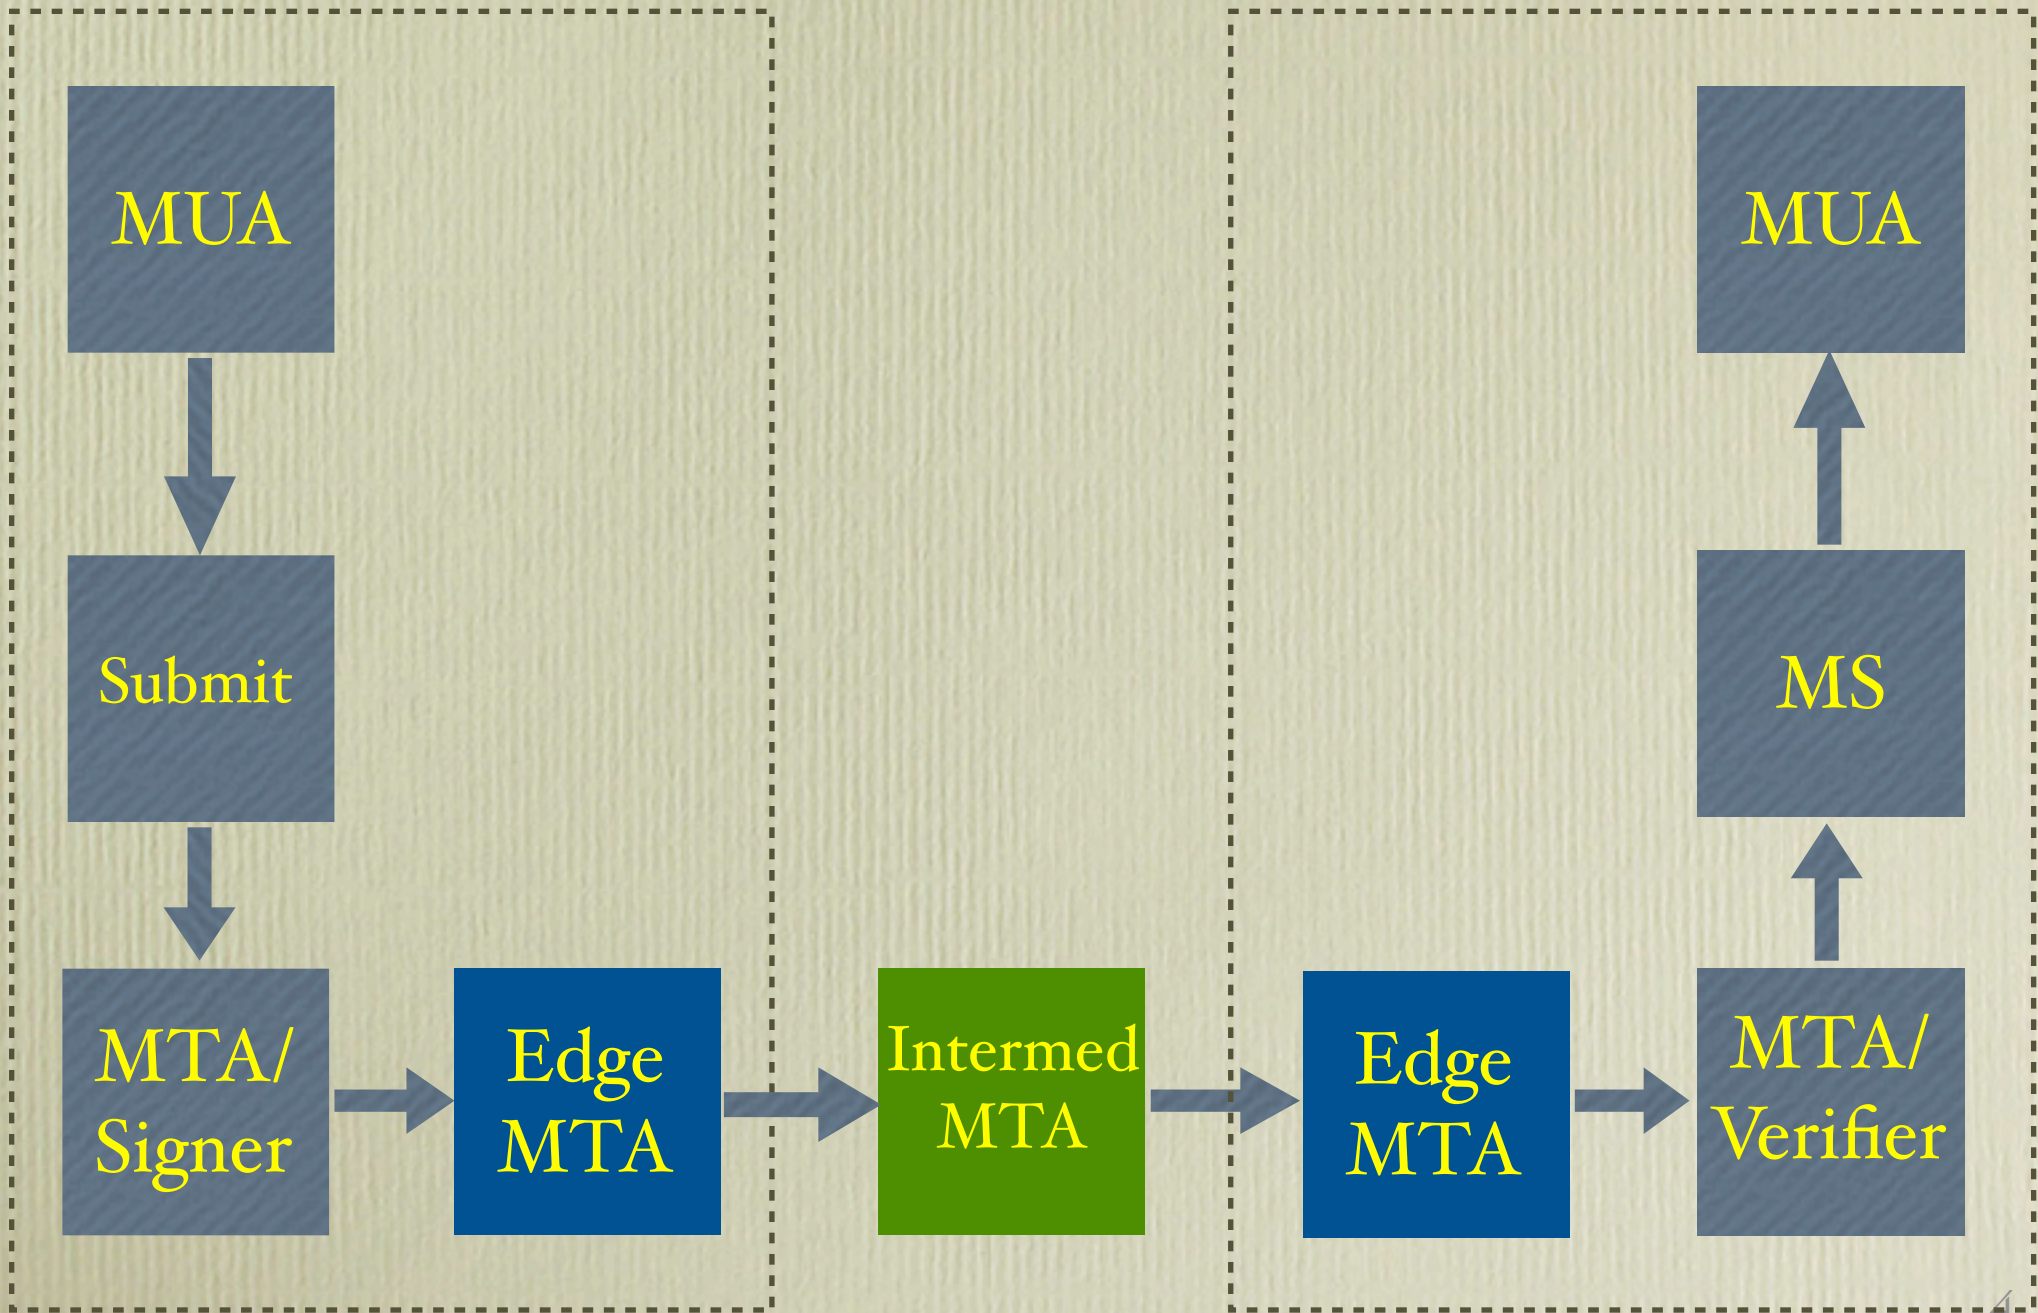 MUA
MUA
Submit
MS
MTA/
Signer
Edge
MTA
Intermed
MTA
Edge
MTA
MTA/
Verifier